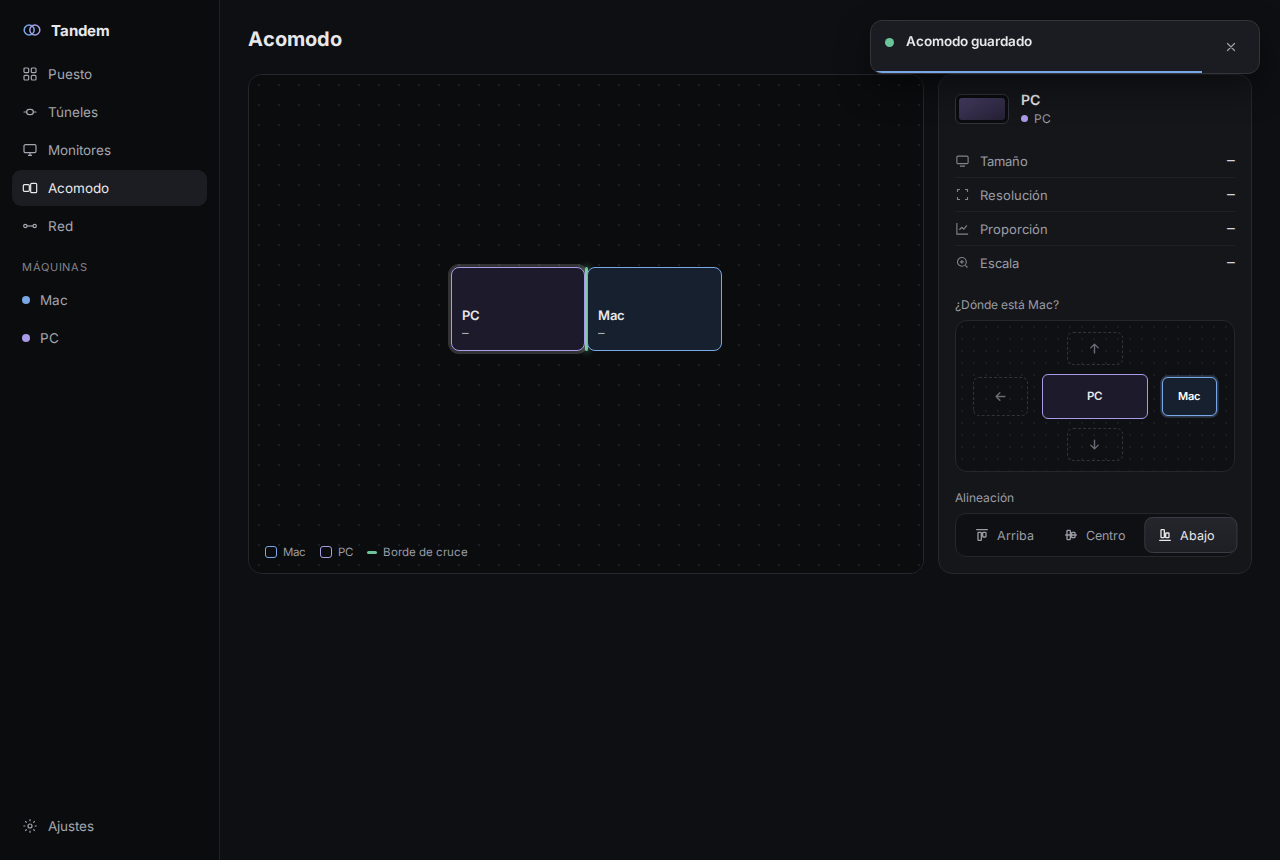 Tandem
Puesto
Túneles
Monitores
Acomodo
Red
MÁQUINAS
Mac
PC
Ajustes
Acomodo
Acomodo guardado
PC
–
Mac
–
Mac
PC
Borde de cruce
PC
PC
Tamaño –
Resolución –
Proporción –
Escala –
¿Dónde está Mac?
PC
Mac
Alineación
Arriba
Centro
Abajo